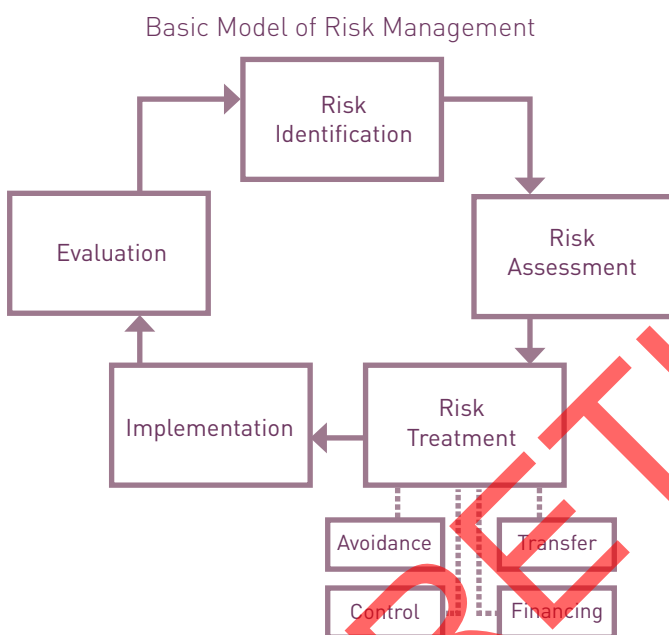 Basic Model of Risk Management
Risk
Identification
Risk
Assessment
Risk
Treatment
Implementation
Evaluation
Avoidance
Transfer
Control
Financing